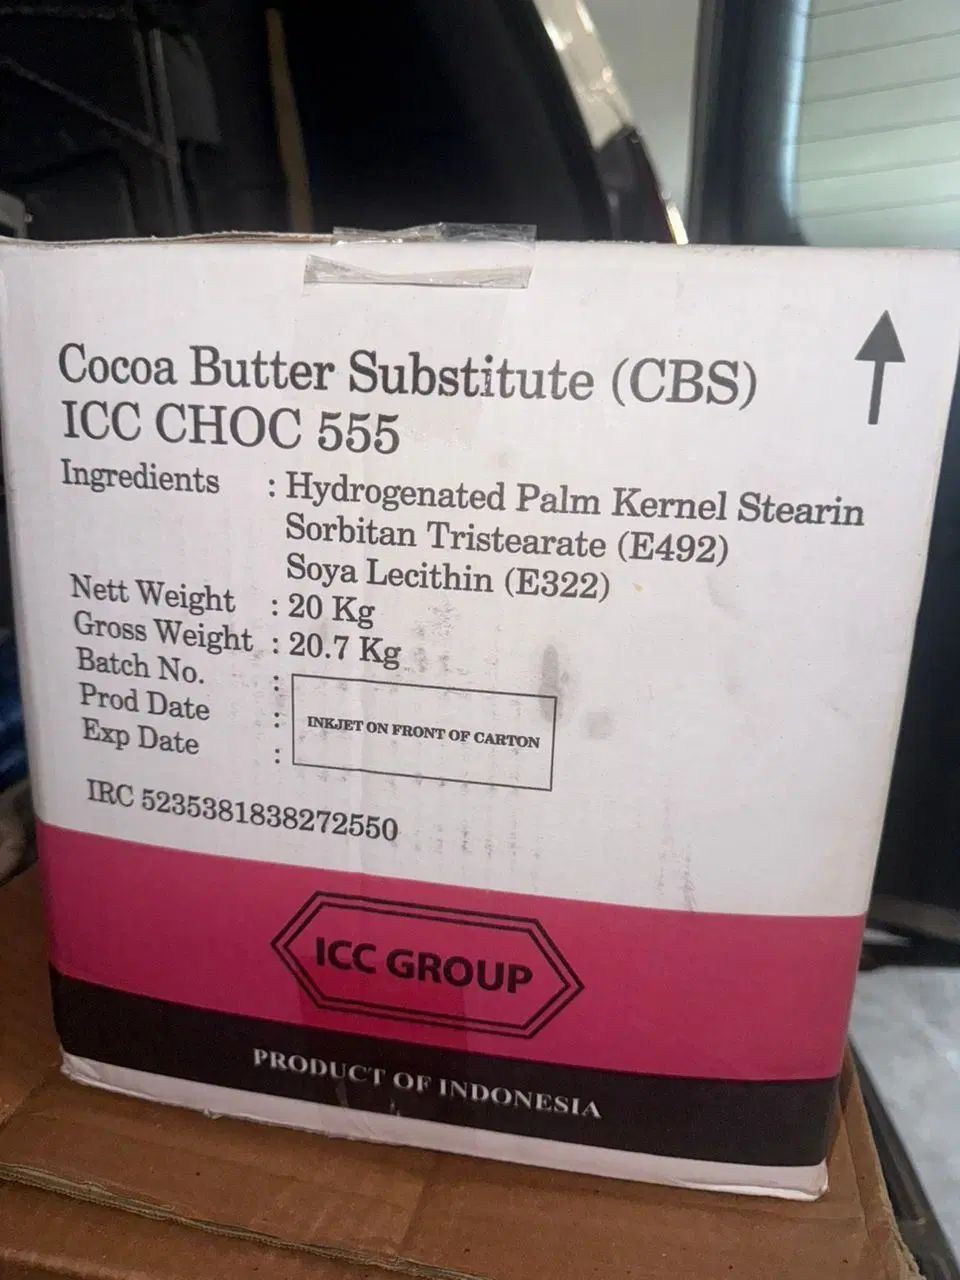 Cocoa Butter Substitute (CBS)
ICC CHOC 555
Ingredients : Hydrogenated Palm Kernel Stearin
Sorbitan Tristearate (E492)
Soya Lecithin (E322)
Nett Weight : 20 Kg
Gross Weight : 20.7 Kg
Batch No. :
Prod Date :
INKJET ON FRONT OF CARTON
Exp Date :
IRC 5235381838272550
ICC GROUP
PRODUCT OF INDONESIA